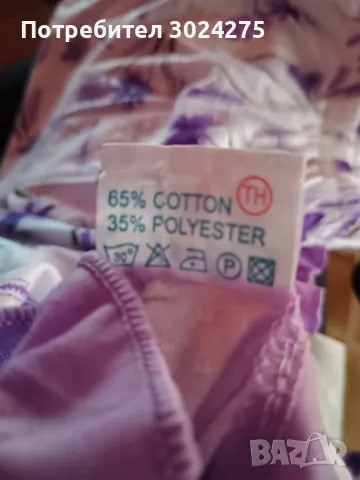 Потребител 3024275
65% COTTON TH
35% POLYESTER
30° P
BAZAR